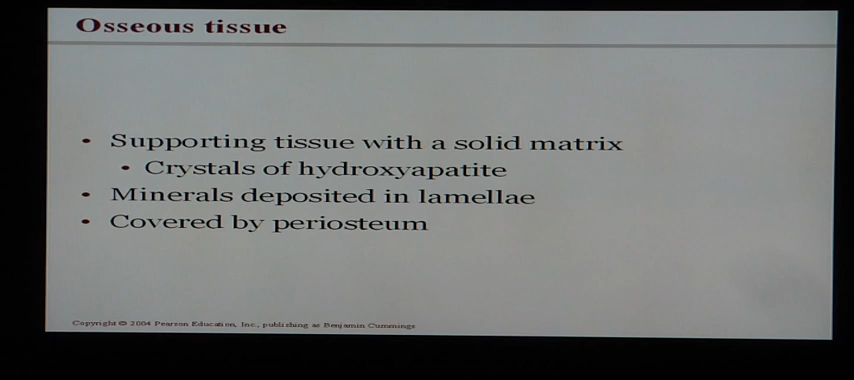 Osseous tissue
• Supporting tissue with a solid matrix
• Crystals of hydroxyapatite
• Minerals deposited in lamellae
• Covered by periosteum
Copyright © 2004 Pearson Education, Inc., publishing as Benjamin Cummings